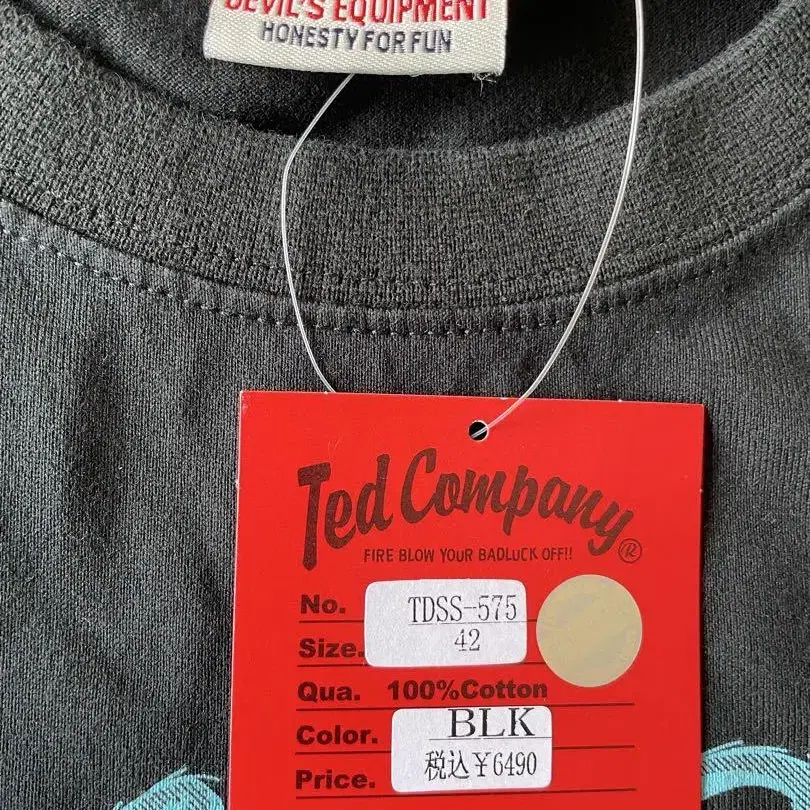 DEVIL'S EQUIPMENT
HONESTY FOR FUN
Ted Company®
FIRE BLOW YOUR BADLUCK OFF!!
No. TDSS-575
Size. 42
Qua. 100%Cotton
Color. BLK
Price. 税込¥6490